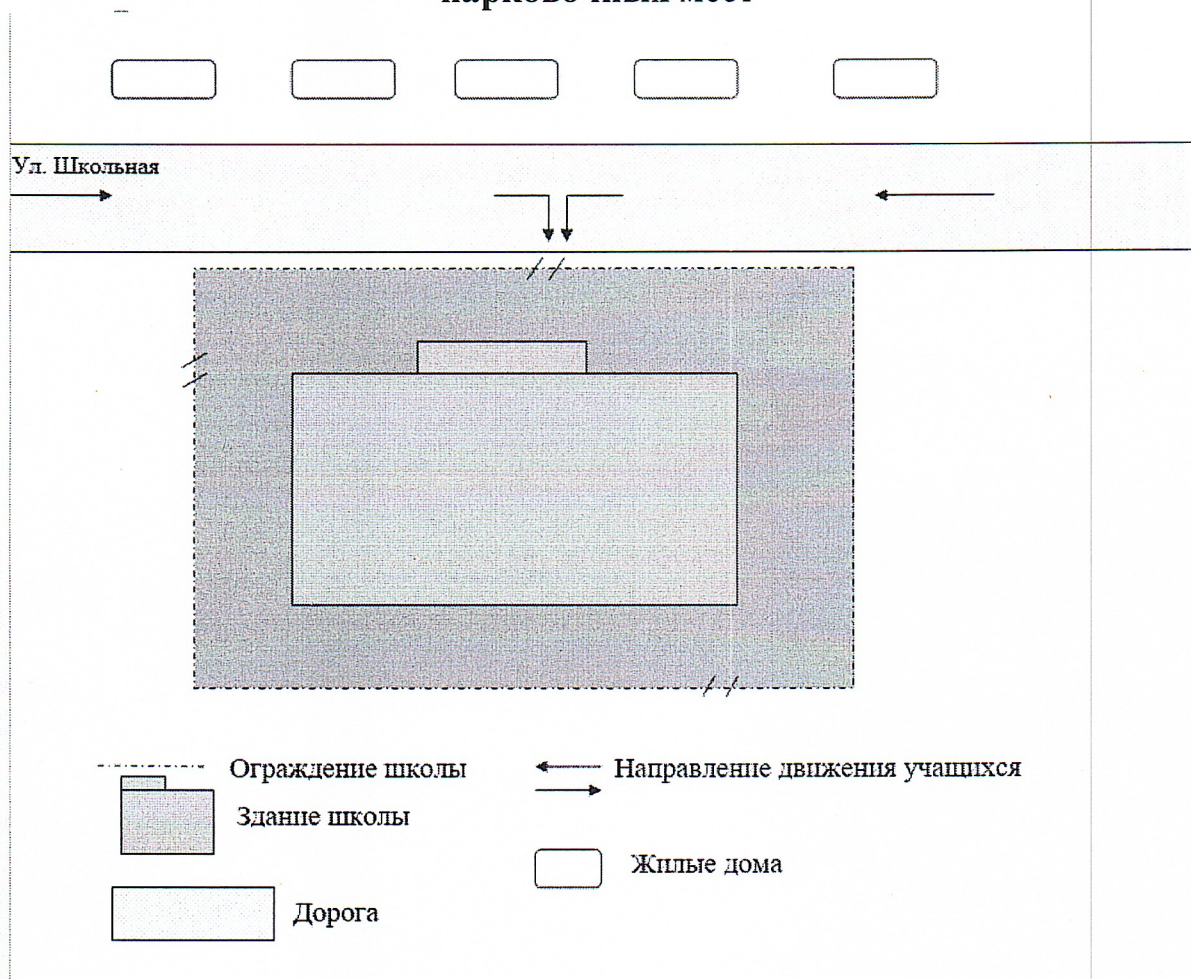 Ул. Школьная
Ограждение школы
Направление движения учащихся
Здание школы
Жилые дома
Дорога